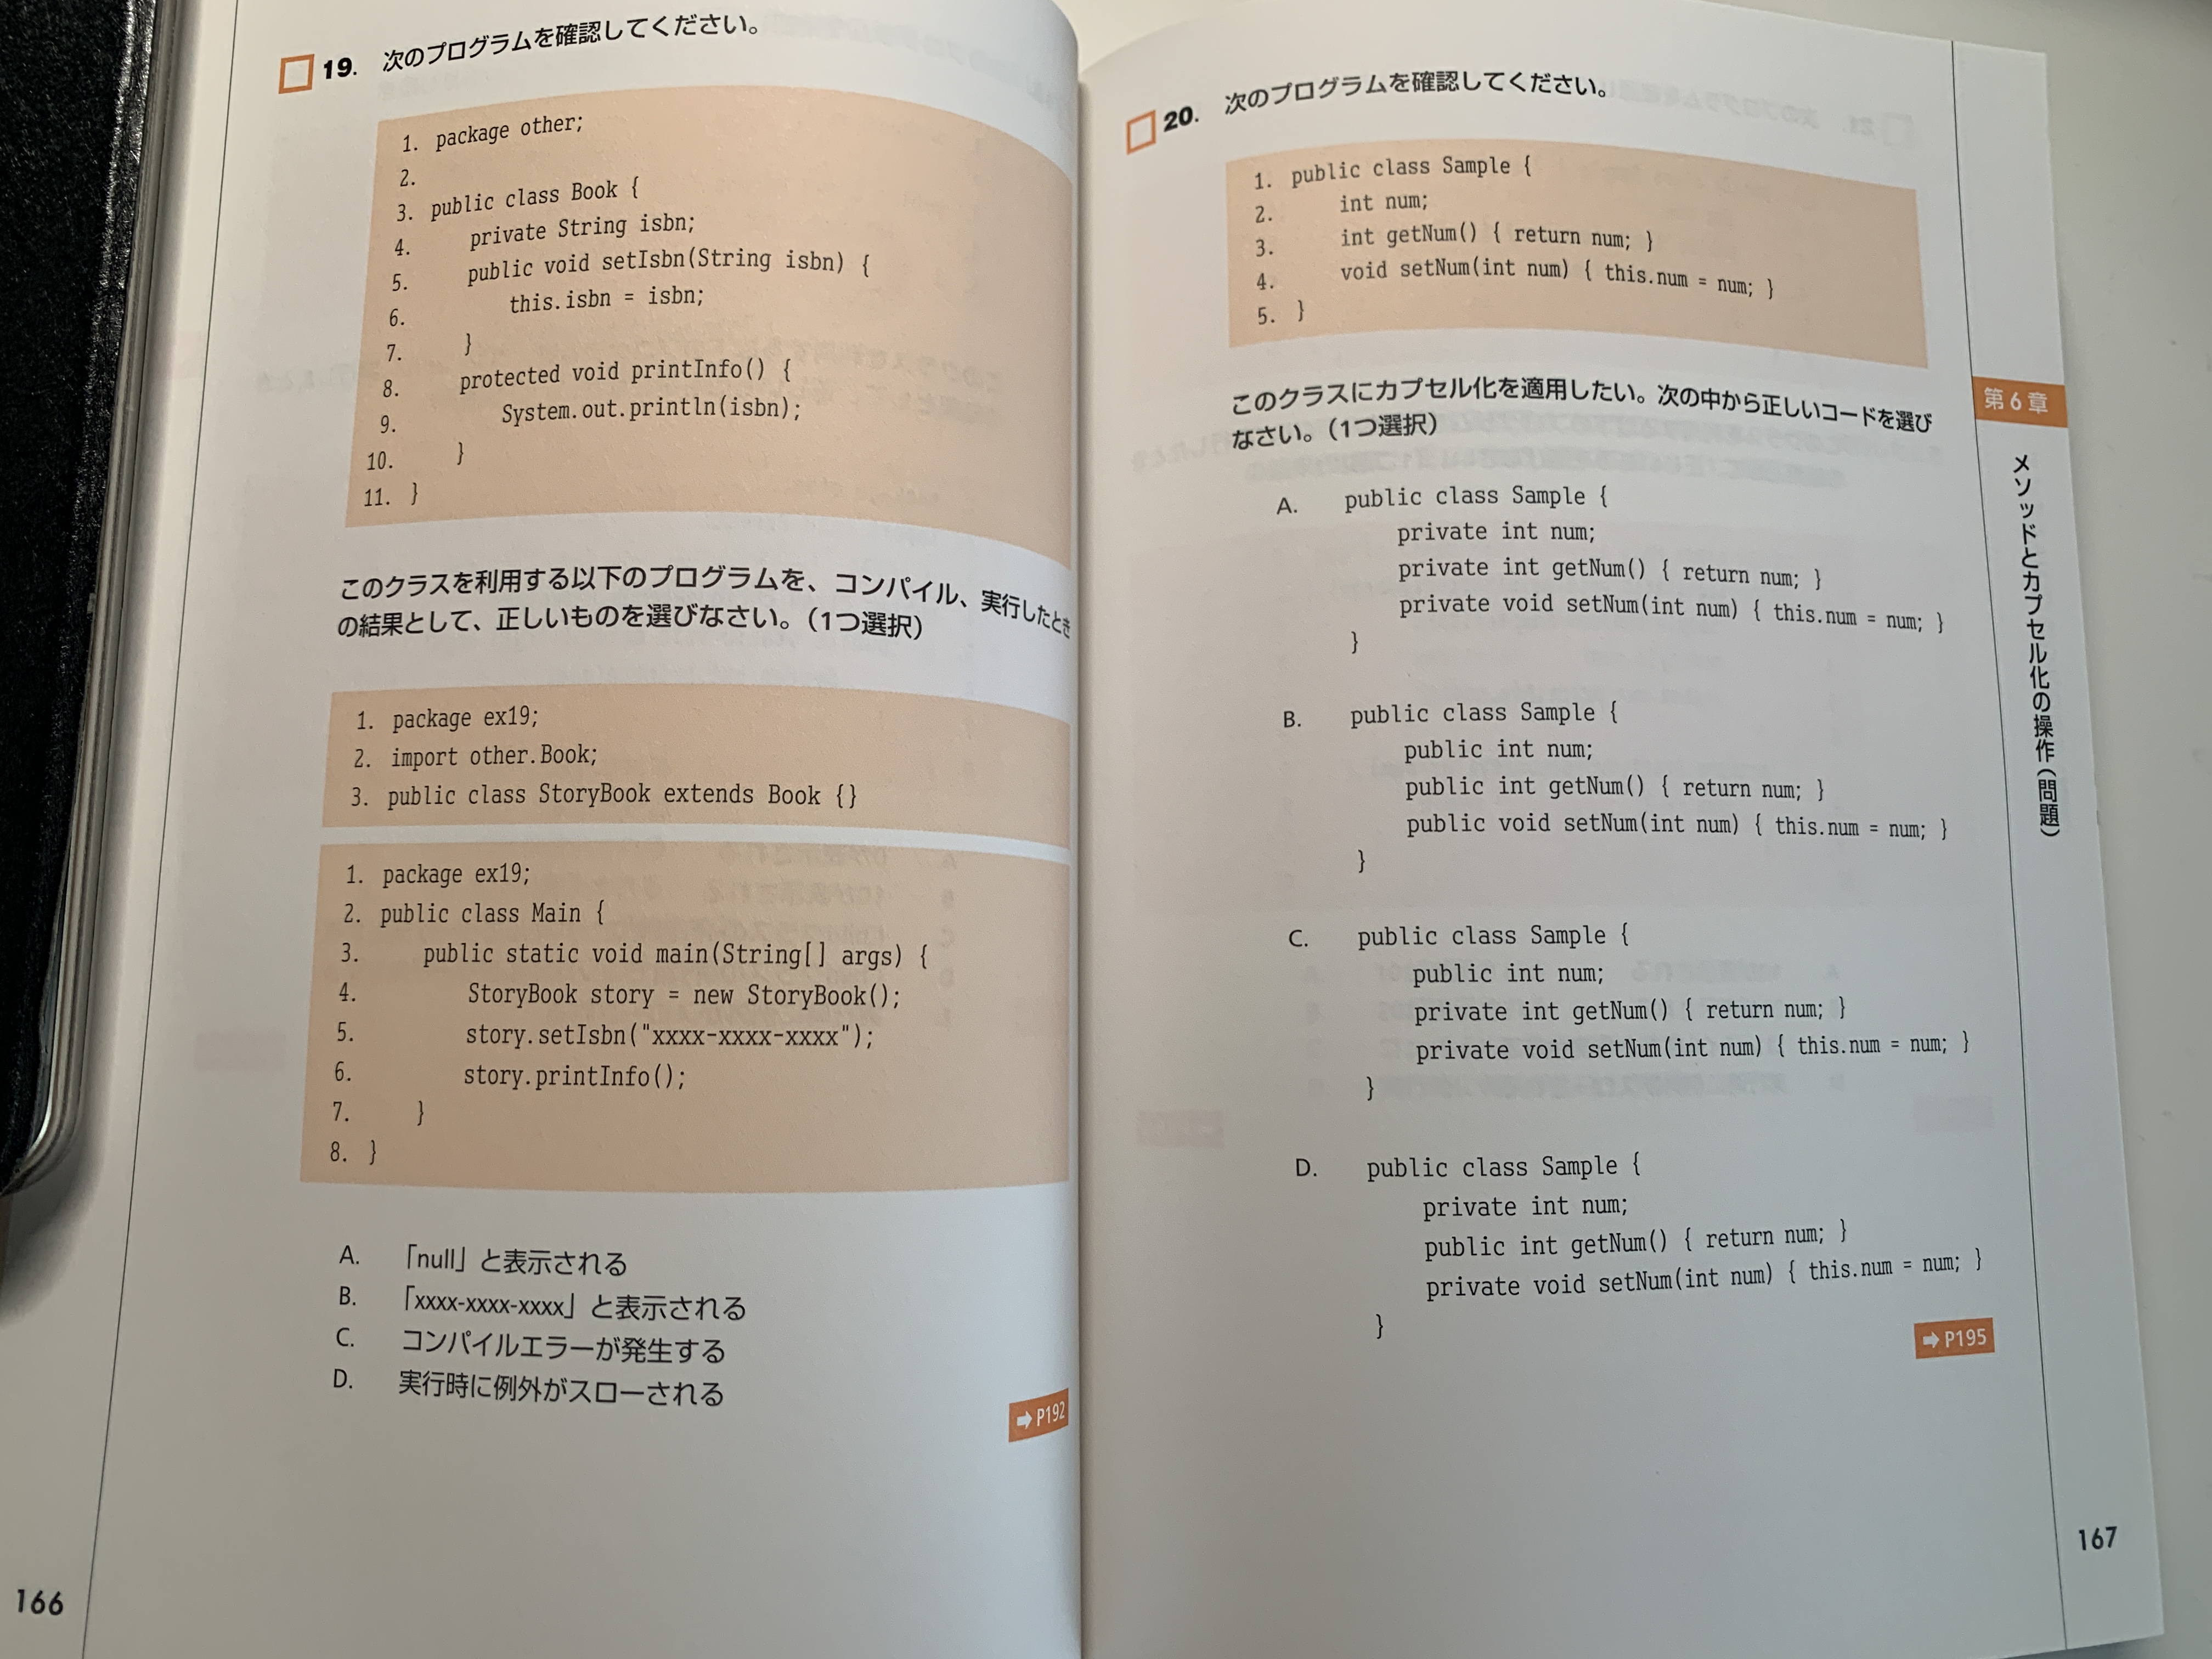 19. 次のプログラムを確認してください。
1. package other;
2.
3. public class Book {
4. private String isbn;
5. public void setIsbn(String isbn) {
6. this.isbn = isbn;
7. }
8. protected void printInfo() {
9. System.out.println(isbn);
10. }
11. }
このクラスを利用する以下のプログラムを、コンパイル、実行したとき
の結果として、正しいものを選びなさい。（1つ選択）
1. package ex19;
2. import other.Book;
3. public class StoryBook extends Book {}
1. package ex19;
2. public class Main {
3. public static void main(String[] args) {
4. StoryBook story = new StoryBook();
5. story.setIsbn("xxxx-xxxx-xxxx");
6. story.printInfo();
7. }
8. }
A. 「null」と表示される
B. 「xxxx-xxxx-xxxx」と表示される
C. コンパイルエラーが発生する
D. 実行時に例外がスローされる
➡ P192
166
20. 次のプログラムを確認してください。
1. public class Sample {
2. int num;
3. int getNum() { return num; }
4. void setNum(int num) { this.num = num; }
5. }
このクラスにカプセル化を適用したい。次の中から正しいコードを選び
なさい。（1つ選択）
A. public class Sample {
private int num;
private int getNum() { return num; }
private void setNum(int num) { this.num = num; }
}
B. public class Sample {
public int num;
public int getNum() { return num; }
public void setNum(int num) { this.num = num; }
}
C. public class Sample {
public int num;
private int getNum() { return num; }
private void setNum(int num) { this.num = num; }
}
D. public class Sample {
private int num;
public int getNum() { return num; }
private void setNum(int num) { this.num = num; }
}
➡ P195
第6章
メソッドとカプセル化の操作（問題）
167